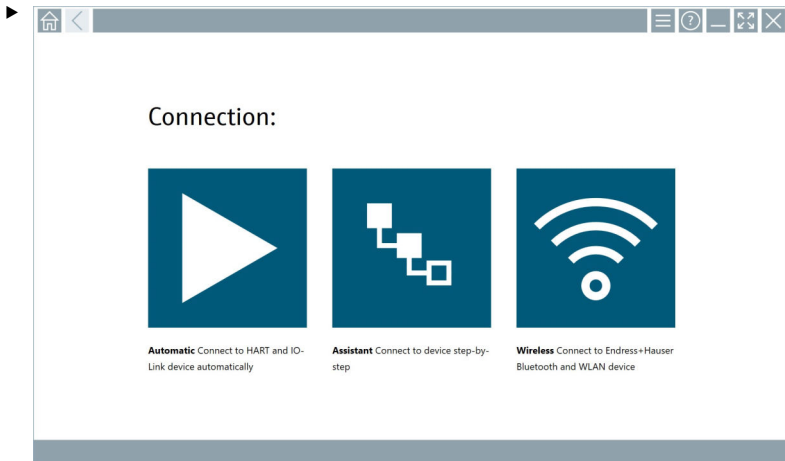 Connection:
Automatic Connect to HART and IO-
Link device automatically
Assistant Connect to device step-by-
step
Wireless Connect to Endress+Hauser
Bluetooth and WLAN device